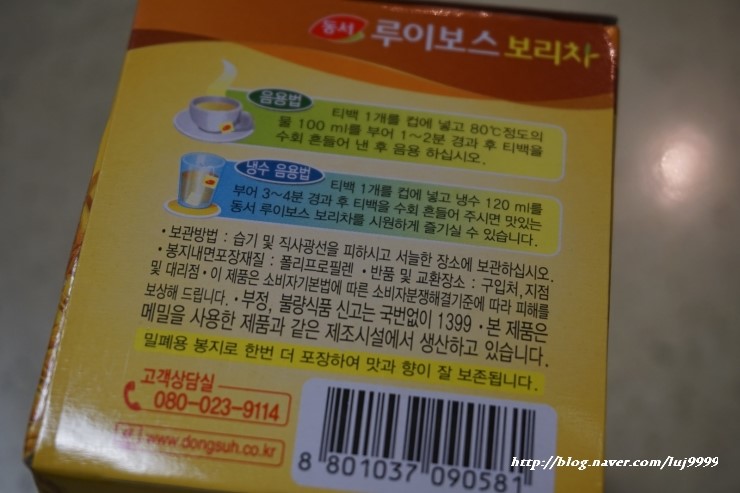 동서 루이보스 보리차
음용법
티백 1개를 컵에 넣고 80℃정도의
물 100 ml를 부어 1~2분 경과 후 티백을
수회 흔들어 낸 후 음용 하십시오.
냉수 음용법
티백 1개를 컵에 넣고 냉수 120 ml를
부어 3~4분 경과 후 티백을 수회 흔들어 주시면 맛있는
동서 루이보스 보리차를 시원하게 즐기실 수 있습니다.
• 보관방법 : 습기 및 직사광선을 피하시고 서늘한 장소에 보관하십시오.
• 봉지내면포장재질 : 폴리프로필렌 • 반품 및 교환장소 : 구입처,지점
및 대리점 • 이 제품은 소비자기본법에 따른 소비자분쟁해결기준에 따라 피해를
보상해 드립니다. • 부정, 불량식품 신고는 국번없이 1399 • 본 제품은
메밀을 사용한 제품과 같은 제조시설에서 생산하고 있습니다.
밀폐용 봉지로 한번 더 포장하여 맛과 향이 잘 보존됩니다.
고객상담실
080-023-9114
www.dongsuh.co.kr
8 801037 090581
http://blog.naver.com/luj9999